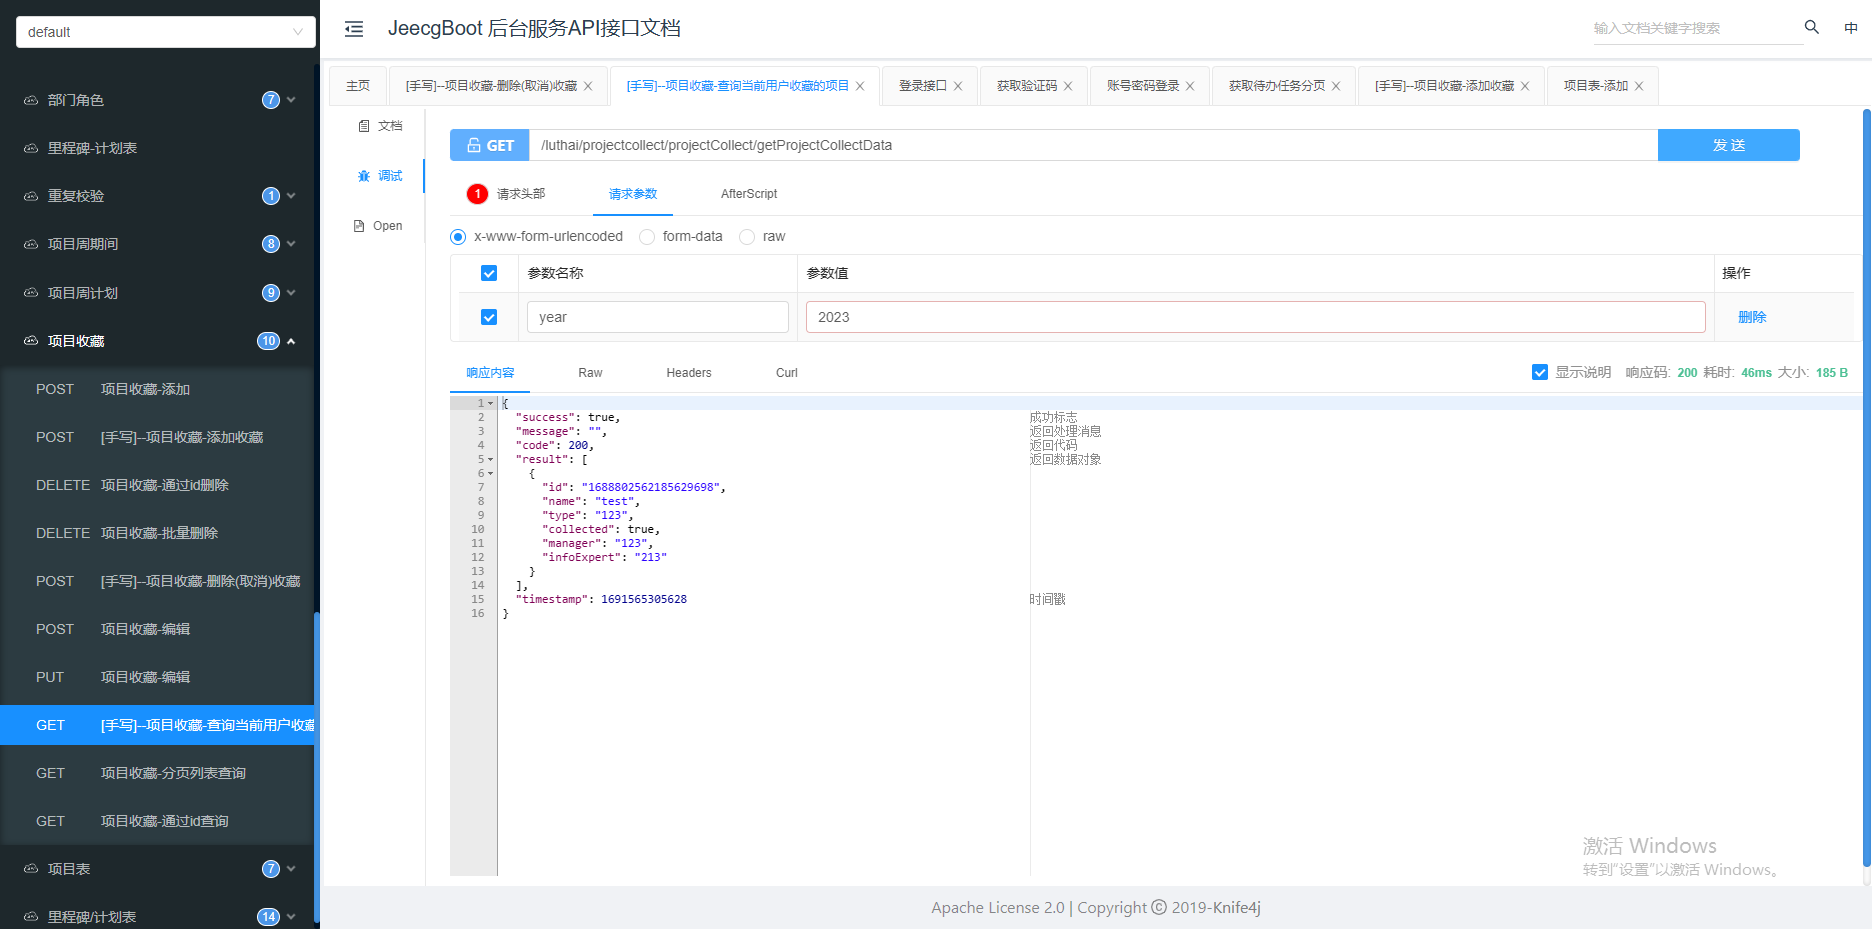 default
部门角色 7
里程碑-计划表
重复校验 1
项目周期间 8
项目周计划 9
项目收藏 10
POST 项目收藏-添加
POST [手写]--项目收藏-添加收藏
DELETE 项目收藏-通过id删除
DELETE 项目收藏-批量删除
POST [手写]--项目收藏-删除(取消)收藏
POST 项目收藏-编辑
PUT 项目收藏-编辑
GET [手写]--项目收藏-查询当前用户收藏
GET 项目收藏-分页列表查询
GET 项目收藏-通过id查询
项目表 7
里程碑/计划表 14
JeecgBoot 后台服务API接口文档
输入文档关键字搜索 中
主页 [手写]--项目收藏-删除(取消)收藏 [手写]--项目收藏-查询当前用户收藏的项目 登录接口 获取验证码 账号密码登录 获取待办任务分页 [手写]--项目收藏-添加收藏 项目表-添加
文档
调试
Open
GET /luthai/projectcollect/projectCollect/getProjectCollectData 发 送
1 请求头部 请求参数 AfterScript
x-www-form-urlencoded form-data raw
参数名称 参数值 操作
year 2023 删除
响应内容 Raw Headers Curl 显示说明 响应码: 200 耗时: 46ms 大小: 185 B
1 {
2 "success": true, 成功标志
3 "message": "", 返回处理消息
4 "code": 200, 返回代码
5 "result": [ 返回数据对象
6 {
7 "id": "1688802562185629698",
8 "name": "test",
9 "type": "123",
10 "collected": true,
11 "manager": "123",
12 "infoExpert": "213"
13 }
14 ],
15 "timestamp": 1691565305628 时间戳
16 }
激活 Windows
转到"设置"以激活 Windows。
Apache License 2.0 | Copyright © 2019-Knife4j